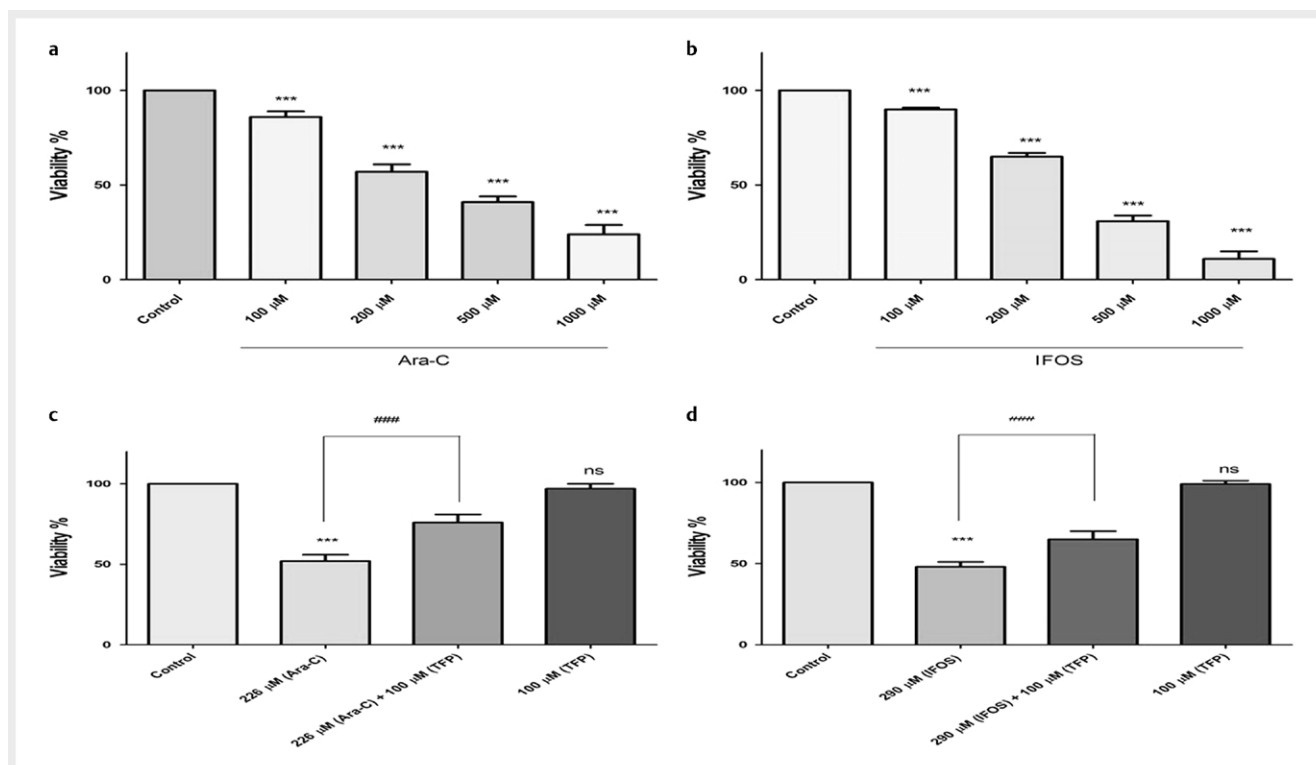 a
Viability %
100
50
0
***
***
***
***
Control
100 µM
200 µM
500 µM
1000 µM
Ara-C
b
Viability %
100
50
0
***
***
***
***
Control
100 µM
200 µM
500 µM
1000 µM
IFOS
c
Viability %
100
50
0
###
***
ns
Control
226 µM (Ara-C)
226 µM (Ara-C) + 100 µM (TFP)
100 µM (TFP)
d
Viability %
100
50
0
###
***
ns
Control
290 µM (IFOS)
290 µM (IFOS) + 100 µM (TFP)
100 µM (TFP)